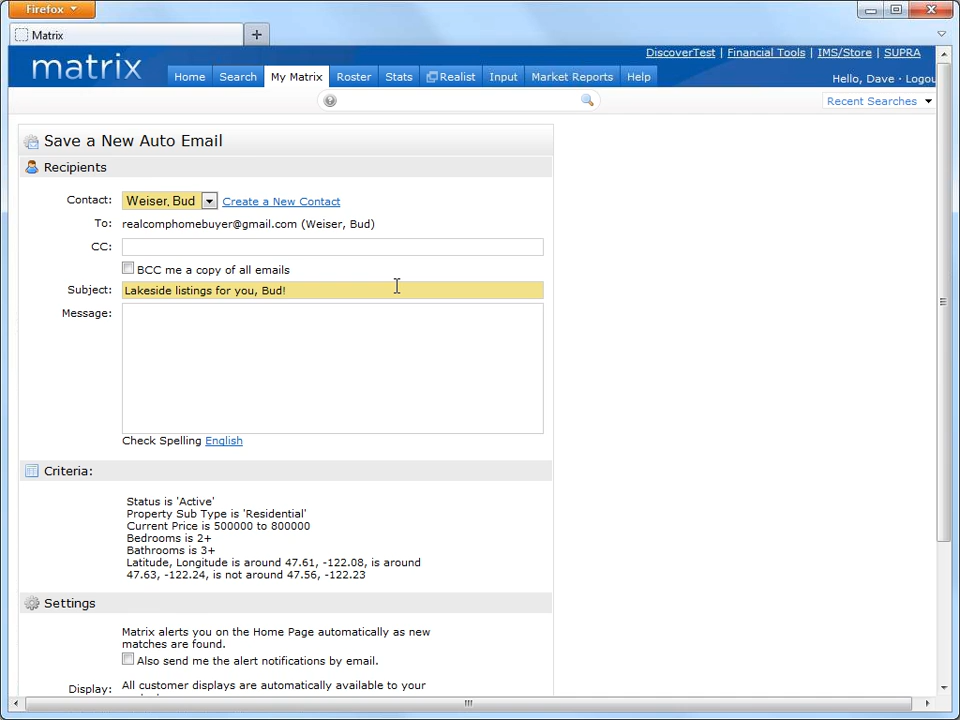 Firefox
Matrix
DiscoverTest | Financial Tools | IMS/Store | SUPRA
matrix
Home Search My Matrix Roster Stats Realist Input Market Reports Help
Hello, Dave · Logou
Recent Searches
Save a New Auto Email
Recipients
Contact: Weiser, Bud Create a New Contact
To: realcomphomebuyer@gmail.com (Weiser, Bud)
CC:
BCC me a copy of all emails
Subject: Lakeside listings for you, Bud!
Message:
Check Spelling English
Criteria:
Status is 'Active'
Property Sub Type is 'Residential'
Current Price is 500000 to 800000
Bedrooms is 2+
Bathrooms is 3+
Latitude, Longitude is around 47.61, -122.08, is around
47.63, -122.24, is not around 47.56, -122.23
Settings
Matrix alerts you on the Home Page automatically as new
matches are found.
Also send me the alert notifications by email.
Display: All customer displays are automatically available to your